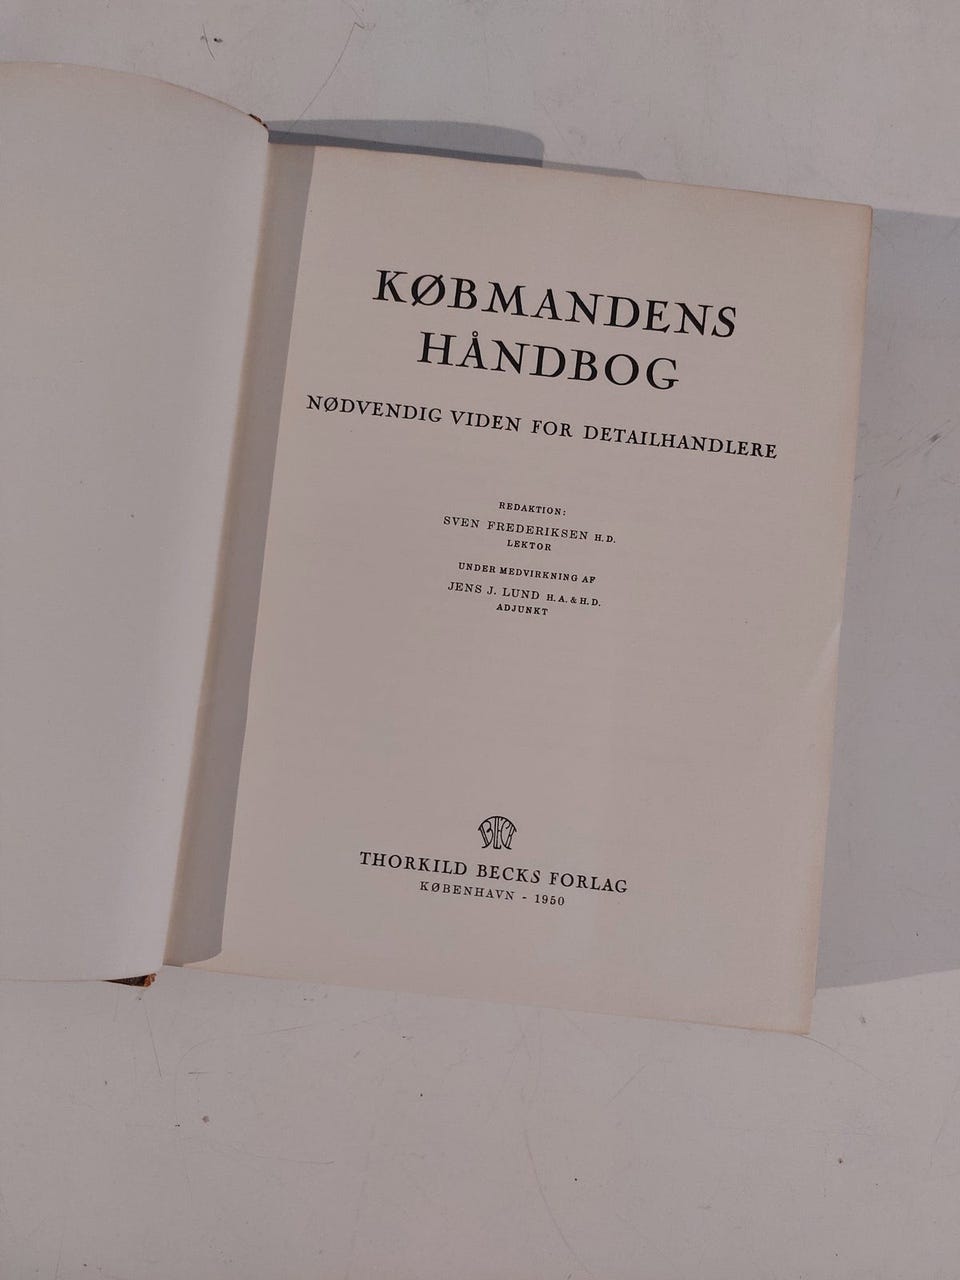 KØBMANDENS
HÅNDBOG
NØDVENDIG VIDEN FOR DETAILHANDLERE
REDAKTION:
SVEN FREDERIKSEN H.D.
LEKTOR
UNDER MEDVIRKNING AF
JENS J. LUND H.A. & H.D.
ADJUNKT
BECK
THORKILD BECKS FORLAG
KØBENHAVN - 1950